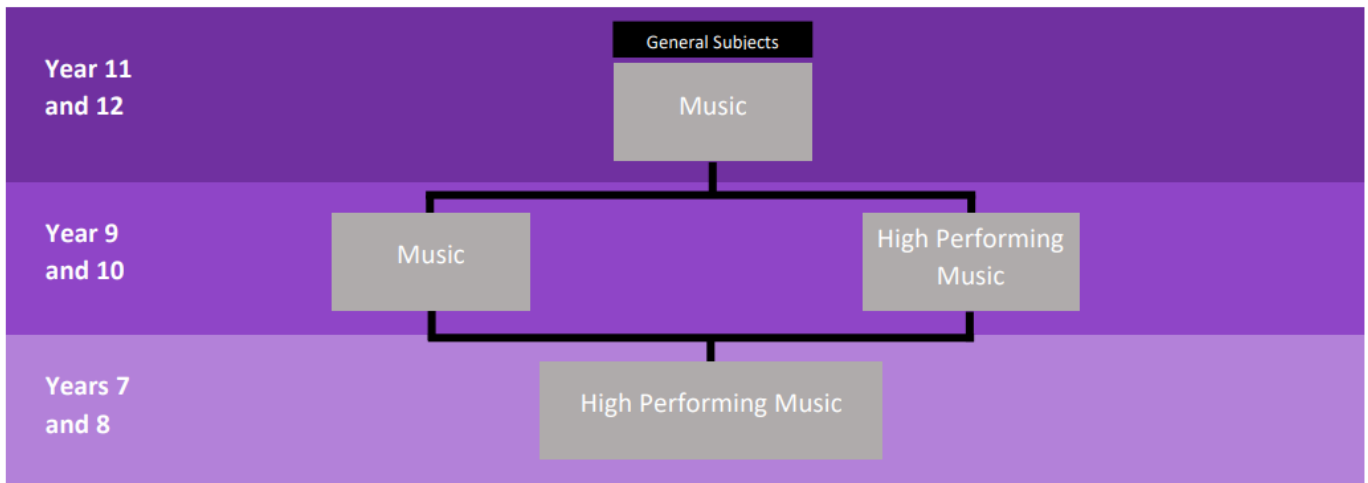 General Subjects
Year 11
and 12
Music
Year 9
and 10
Music
High Performing
Music
Years 7
and 8
High Performing Music